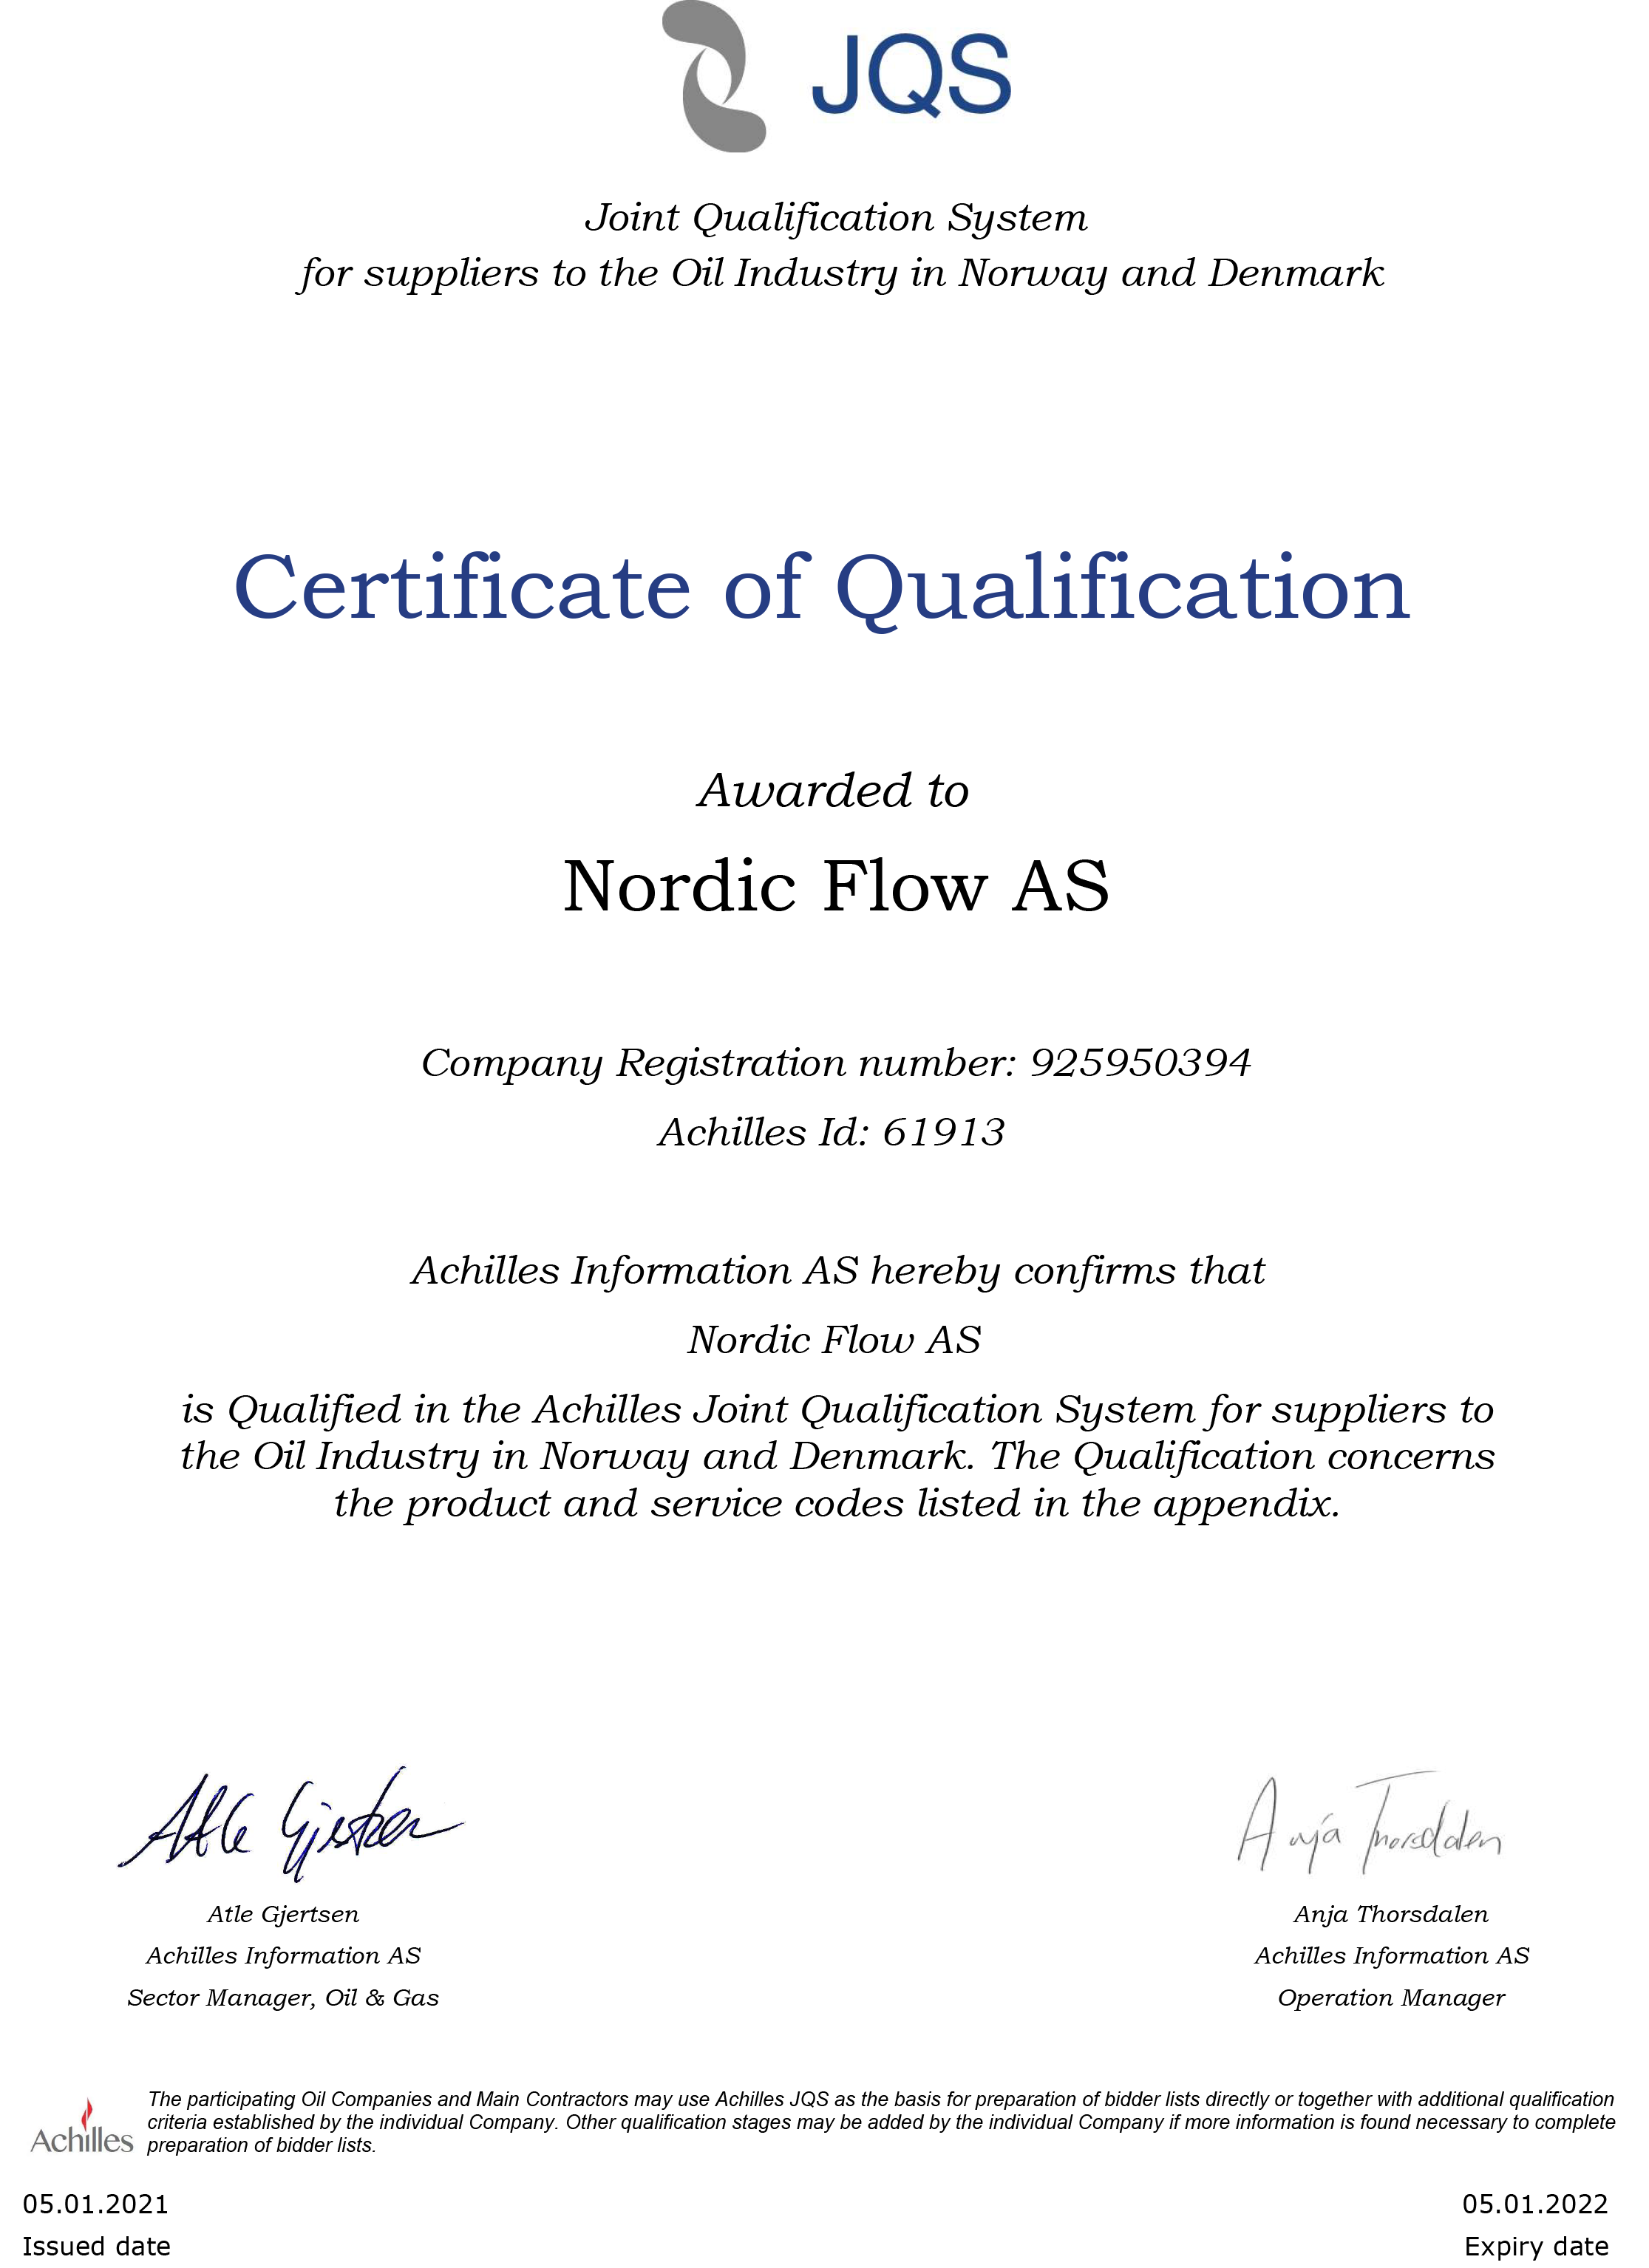 JQS
Joint Qualification System
for suppliers to the Oil Industry in Norway and Denmark
Certificate of Qualification
Awarded to
Nordic Flow AS
Company Registration number: 925950394
Achilles Id: 61913
Achilles Information AS hereby confirms that
Nordic Flow AS
is Qualified in the Achilles Joint Qualification System for suppliers to
the Oil Industry in Norway and Denmark. The Qualification concerns
the product and service codes listed in the appendix.
Atle Gjertsen
Anja Thorsdalen
Atle Gjertsen
Achilles Information AS
Sector Manager, Oil & Gas
Anja Thorsdalen
Achilles Information AS
Operation Manager
Achilles
The participating Oil Companies and Main Contractors may use Achilles JQS as the basis for preparation of bidder lists directly or together with additional qualification
criteria established by the individual Company. Other qualification stages may be added by the individual Company if more information is found necessary to complete
preparation of bidder lists.
05.01.2021
Issued date
05.01.2022
Expiry date